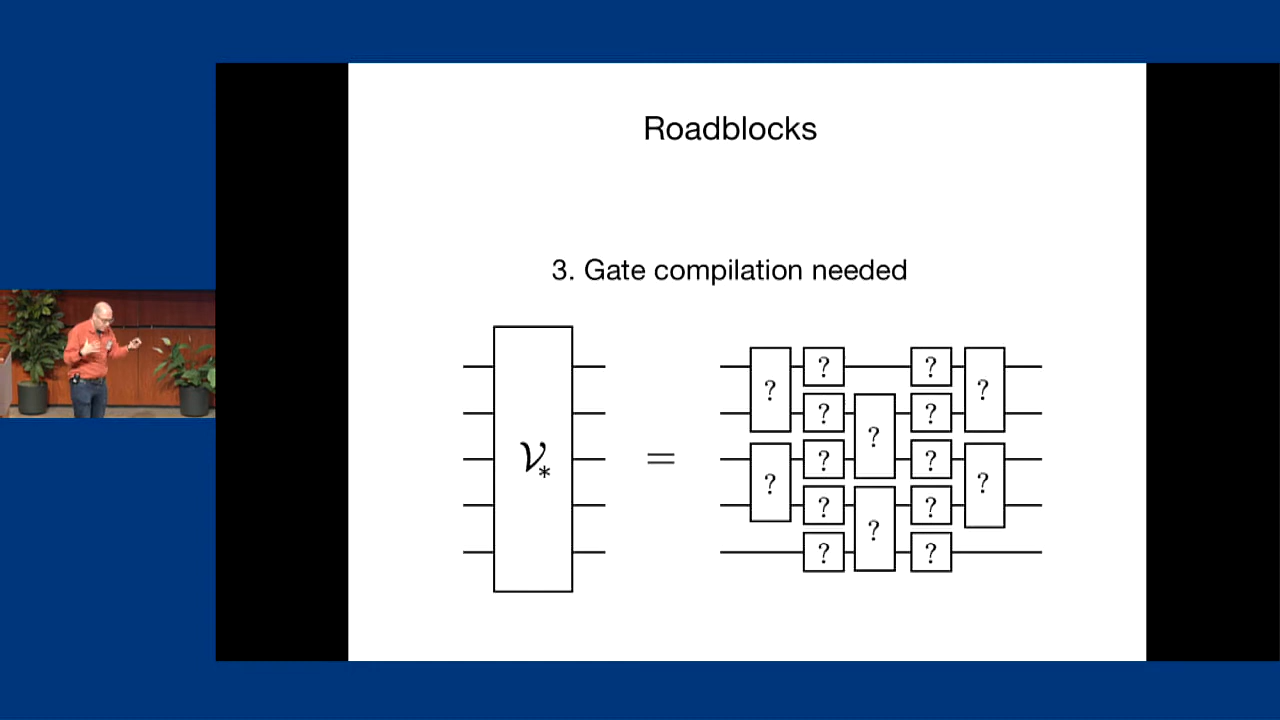 Roadblocks
3. Gate compilation needed
𝒱* = 
? ? ? ?
? ? ?
? ?
? ? ? ?
? ? ?
? ?